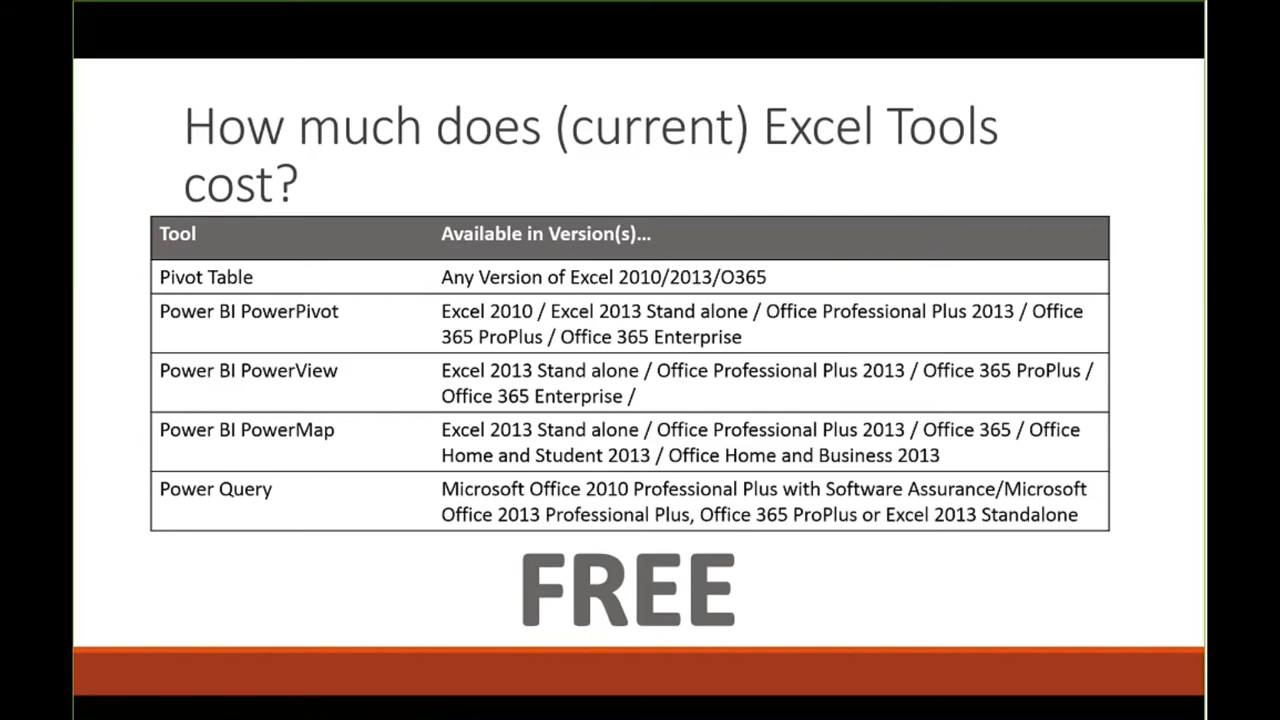 How much does (current) Excel Tools
cost?
Tool
Available in Version(s)...
Pivot Table
Any Version of Excel 2010/2013/O365
Power BI PowerPivot
Excel 2010 / Excel 2013 Stand alone / Office Professional Plus 2013 / Office
365 ProPlus / Office 365 Enterprise
Power BI PowerView
Excel 2013 Stand alone / Office Professional Plus 2013 / Office 365 ProPlus /
Office 365 Enterprise /
Power BI PowerMap
Excel 2013 Stand alone / Office Professional Plus 2013 / Office 365 / Office
Home and Student 2013 / Office Home and Business 2013
Power Query
Microsoft Office 2010 Professional Plus with Software Assurance/Microsoft
Office 2013 Professional Plus, Office 365 ProPlus or Excel 2013 Standalone
FREE